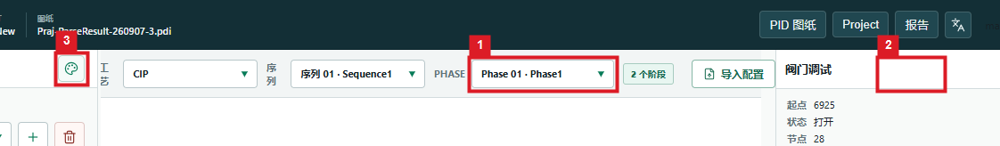 图纸
New
Praj-ParseResult-260907-3.pdi
PID 图纸
Project
报告
3
1
2
工艺
CIP
序列
序列 01 · Sequence1
PHASE
Phase 01 · Phase1
2 个阶段
导入配置
阀门调试
起点 6925
状态 打开
节点 28